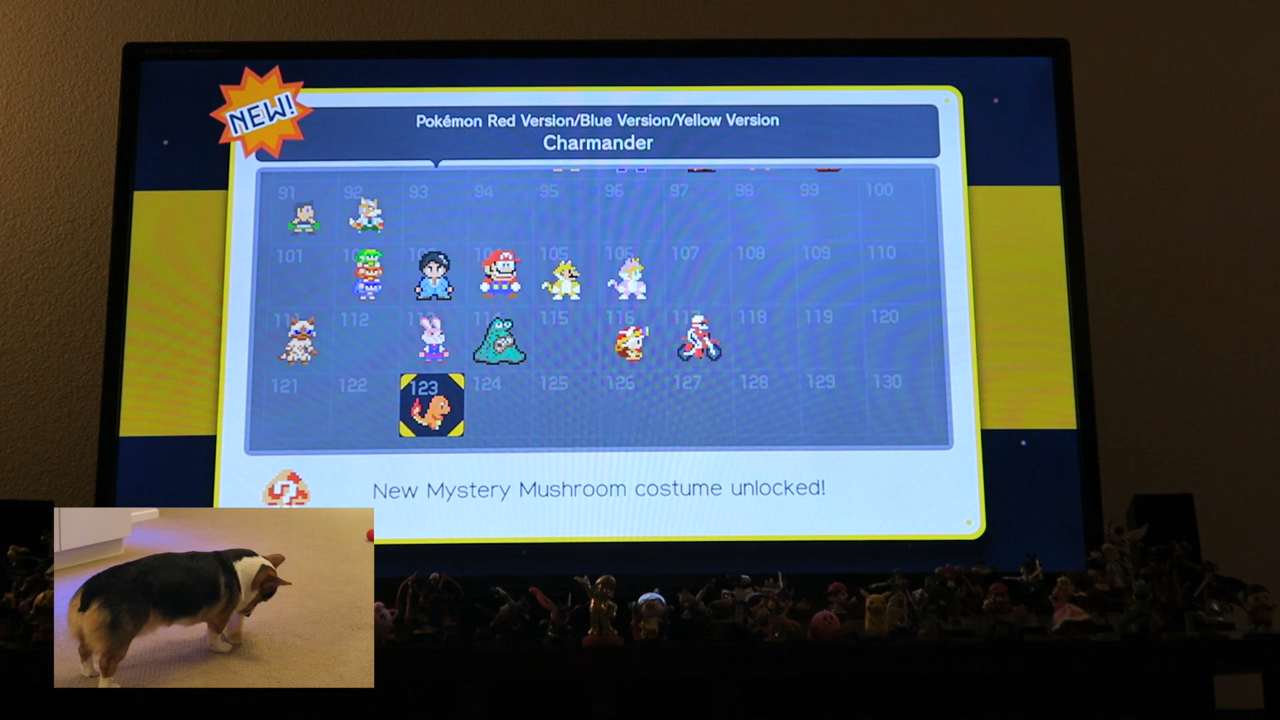 NEW!
Pokémon Red Version/Blue Version/Yellow Version
Charmander
91 92 93 94 95 96 97 98 99 100
101 105 106 107 108 109 110
112 115 116 118 119 120
121 122 123 124 125 126 127 128 129 130
?
New Mystery Mushroom costume unlocked!